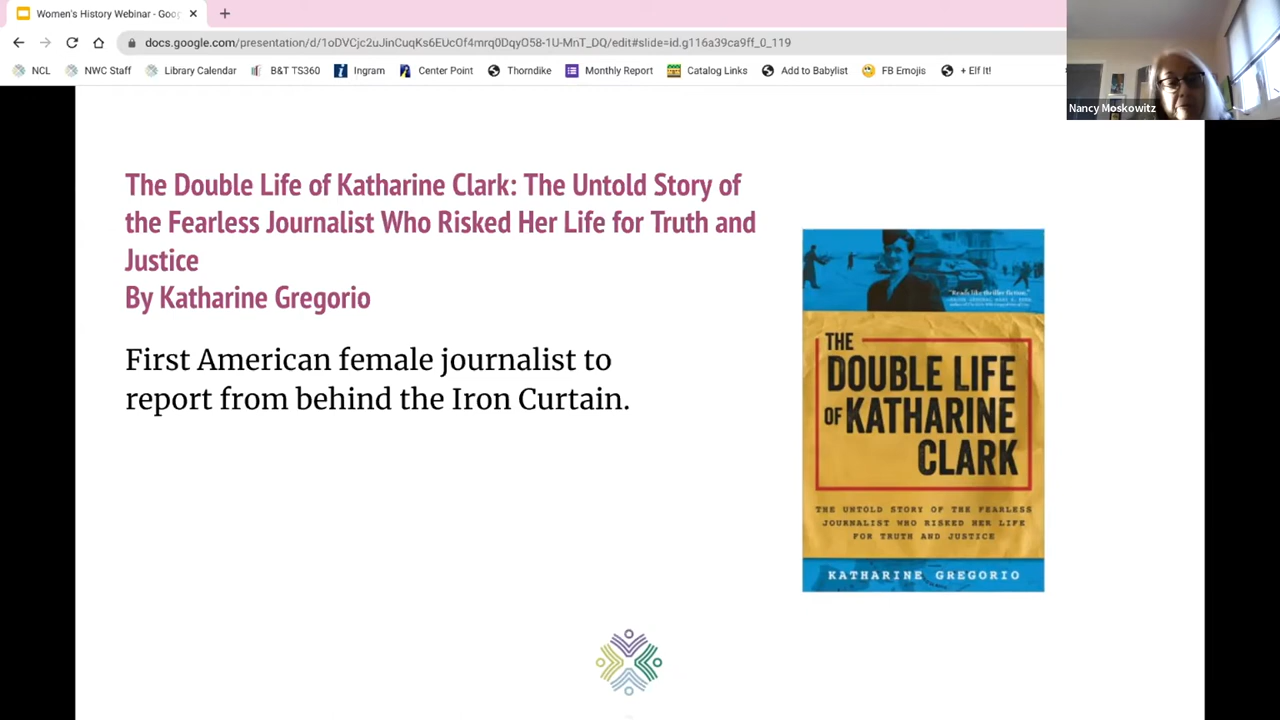 Women's History Webinar - Goo
docs.google.com/presentation/d/1oDVCjc2uJinCuqKs6EUcOf4mrq0DqyO58-1U-MnT_DQ/edit#slide=id.g116a39ca9ff_0_119
NCL NWC Staff Library Calendar B&T TS360 Ingram Center Point Thorndike Monthly Report Catalog Links Add to Babylist FB Emojis + Elf It!
Nancy Moskowitz
The Double Life of Katharine Clark: The Untold Story of
the Fearless Journalist Who Risked Her Life for Truth and
Justice
By Katharine Gregorio
First American female journalist to
report from behind the Iron Curtain.
"Reads like thriller fiction."
THE
DOUBLE LIFE
OF KATHARINE
CLARK
THE UNTOLD STORY OF THE FEARLESS
JOURNALIST WHO RISKED HER LIFE
FOR TRUTH AND JUSTICE
KATHARINE GREGORIO